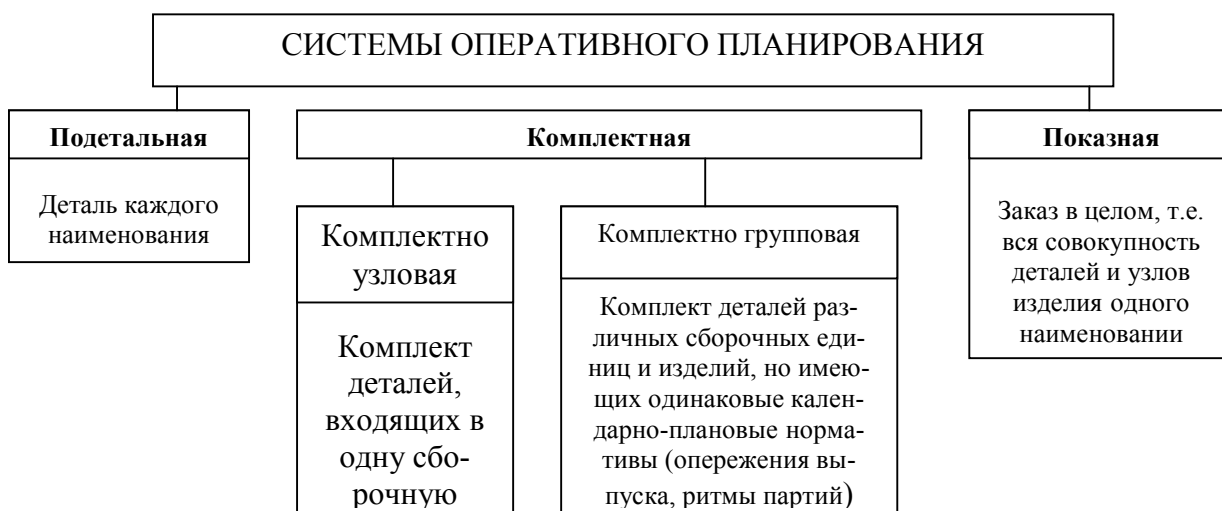 СИСТЕМЫ ОПЕРАТИВНОГО ПЛАНИРОВАНИЯ
Подетальная
Деталь каждого
наименования
Комплектная
Комплектно
узловая
Комплект
деталей,
входящих в
одну сбо-
рочную
Комплектно групповая
Комплект деталей раз-
личных сборочных еди-
ниц и изделий, но имею-
щих одинаковые кален-
дарно-плановые норма-
тивы (опережения вы-
пуска, ритмы партий)
Показная
Заказ в целом, т.е.
вся совокупность
деталей и узлов
изделия одного
наименовании